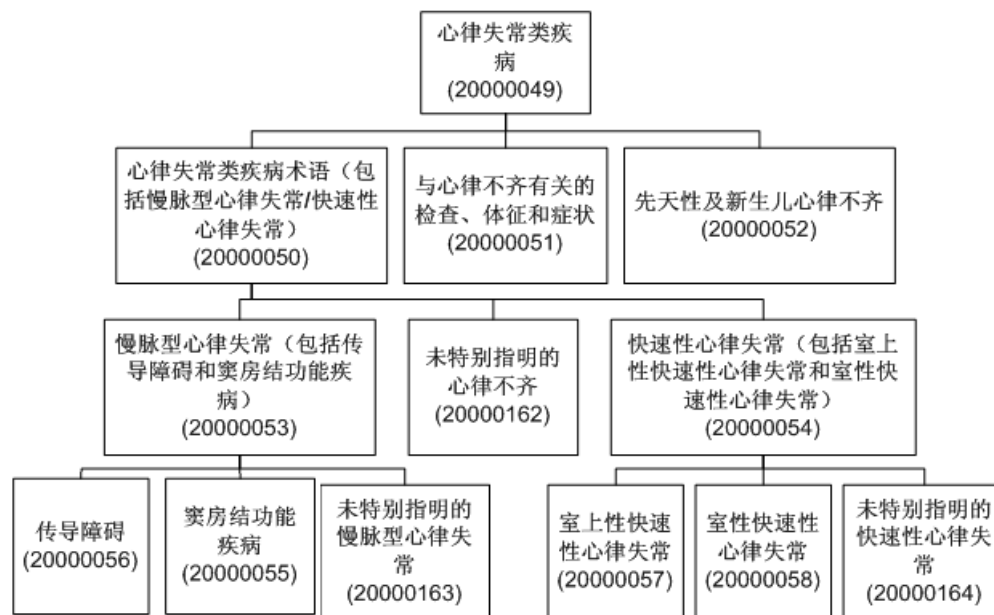 心律失常类疾
病
(20000049)
心律失常类疾病术语（包
括慢脉型心律失常/快速性
心律失常）
(20000050)
与心律不齐有关的
检查、体征和症状
(20000051)
先天性及新生儿心律不齐
(20000052)
慢脉型心律失常（包括传
导障碍和窦房结功能疾
病）
(20000053)
未特别指明的
心律不齐
(20000162)
快速性心律失常（包括室上
性快速性心律失常和室性快
速性心律失常）
(20000054)
传导障碍
(20000056)
窦房结功能
疾病
(20000055)
未特别指明的
慢脉型心律失
常
(20000163)
室上性快速
性心律失常
(20000057)
室性快速性
心律失常
(20000058)
未特别指明的
快速性心律失
常
(20000164)